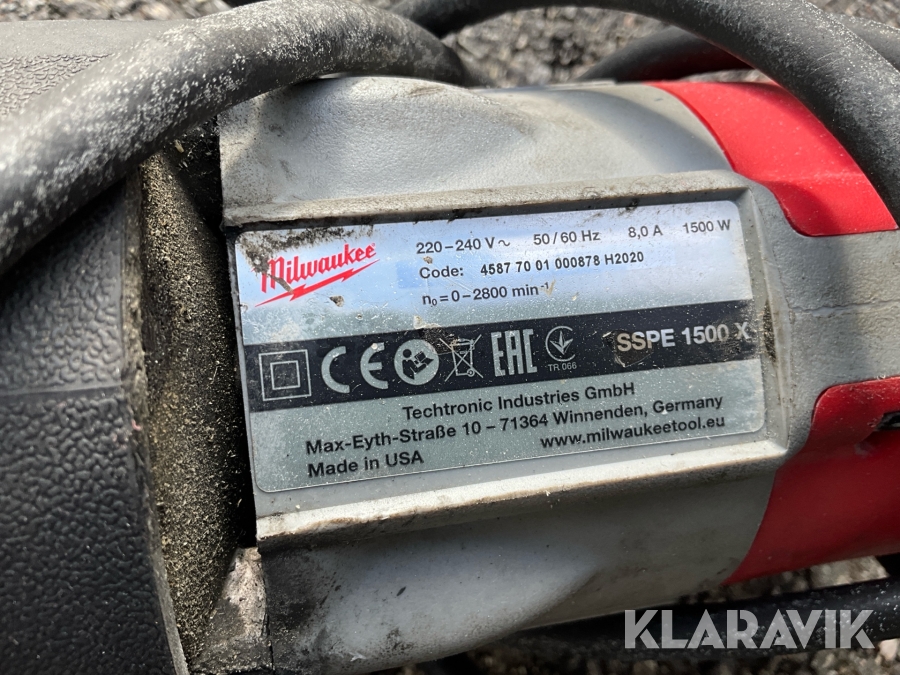 Milwaukee
220-240 V~ 50/60 Hz 8,0 A 1500 W
Code: 4587 70 01 000878 H2020
n₀=0-2800 min⁻¹
CE EAC TR 066 SSPE 1500 X
Techtronic Industries GmbH
Max-Eyth-Straße 10 – 71364 Winnenden, Germany
Made in USA www.milwaukeetool.eu
KLARAVIK